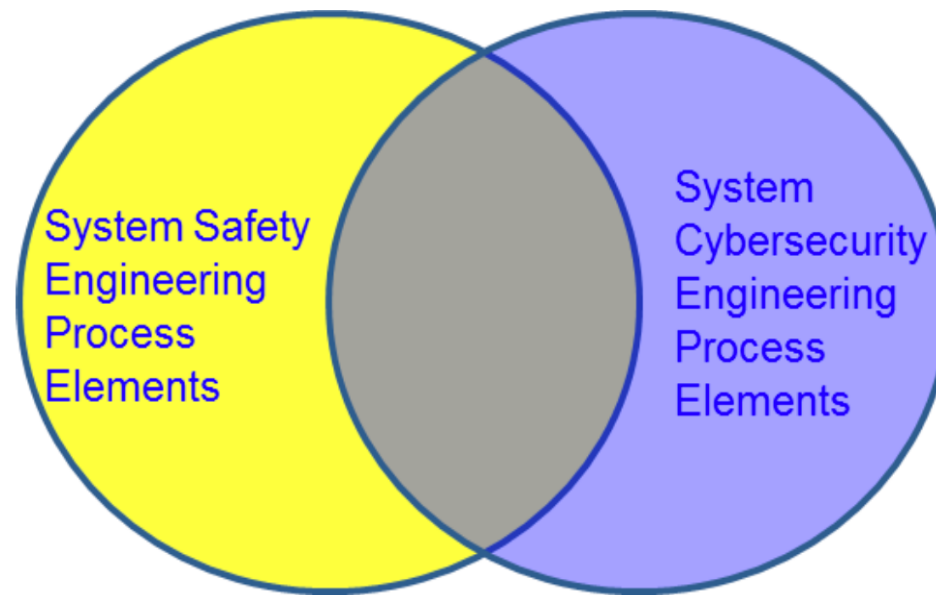 System Safety
Engineering
Process
Elements
System
Cybersecurity
Engineering
Process
Elements